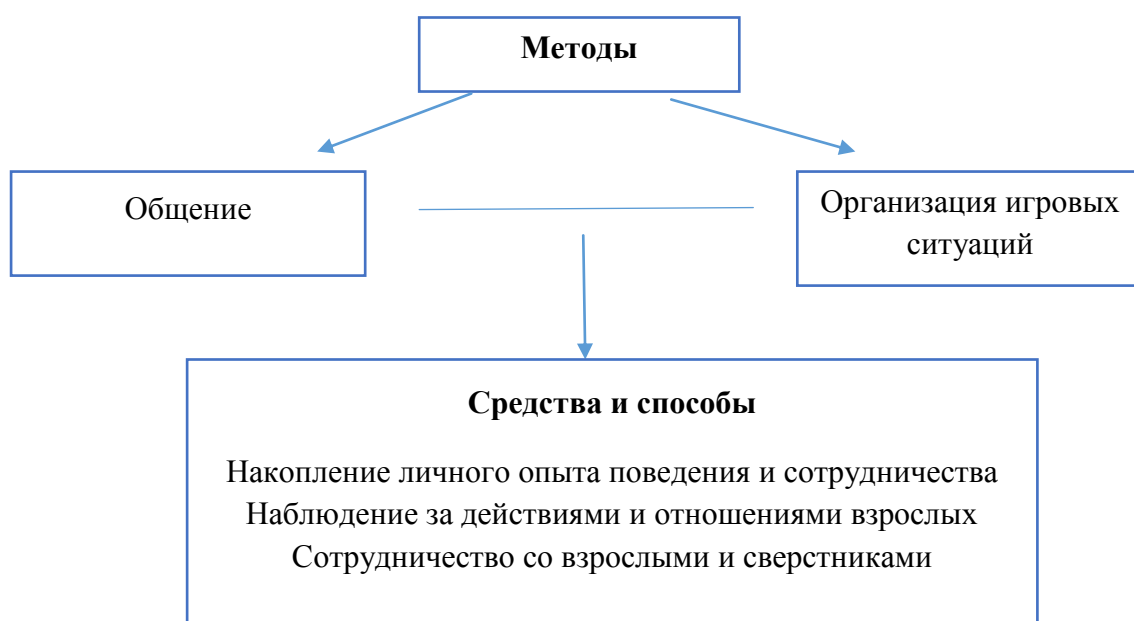 Методы
Общение
Организация игровых
ситуаций
Средства и способы
Накопление личного опыта поведения и сотрудничества
Наблюдение за действиями и отношениями взрослых
Сотрудничество со взрослыми и сверстниками